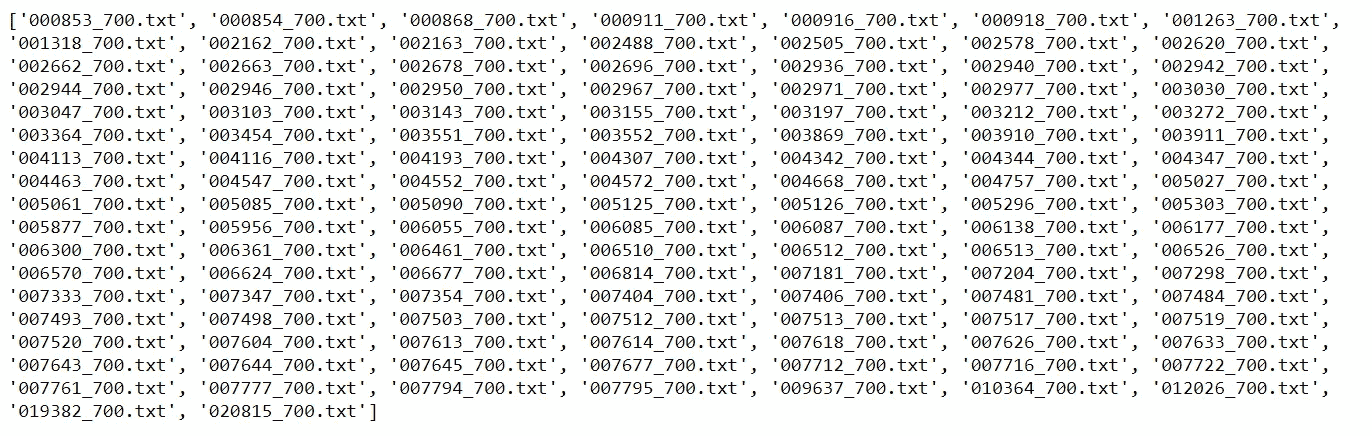 ['000853_700.txt', '000854_700.txt', '000868_700.txt', '000911_700.txt', '000916_700.txt', '000918_700.txt', '001263_700.txt',
'001318_700.txt', '002162_700.txt', '002163_700.txt', '002488_700.txt', '002505_700.txt', '002578_700.txt', '002620_700.txt',
'002662_700.txt', '002663_700.txt', '002678_700.txt', '002696_700.txt', '002936_700.txt', '002940_700.txt', '002942_700.txt',
'002944_700.txt', '002946_700.txt', '002950_700.txt', '002967_700.txt', '002971_700.txt', '002977_700.txt', '003030_700.txt',
'003047_700.txt', '003103_700.txt', '003143_700.txt', '003155_700.txt', '003197_700.txt', '003212_700.txt', '003272_700.txt',
'003364_700.txt', '003454_700.txt', '003551_700.txt', '003552_700.txt', '003869_700.txt', '003910_700.txt', '003911_700.txt',
'004113_700.txt', '004116_700.txt', '004193_700.txt', '004307_700.txt', '004342_700.txt', '004344_700.txt', '004347_700.txt',
'004463_700.txt', '004547_700.txt', '004552_700.txt', '004572_700.txt', '004668_700.txt', '004757_700.txt', '005027_700.txt',
'005061_700.txt', '005085_700.txt', '005090_700.txt', '005125_700.txt', '005126_700.txt', '005296_700.txt', '005303_700.txt',
'005877_700.txt', '005956_700.txt', '006055_700.txt', '006085_700.txt', '006087_700.txt', '006138_700.txt', '006177_700.txt',
'006300_700.txt', '006361_700.txt', '006461_700.txt', '006510_700.txt', '006512_700.txt', '006513_700.txt', '006526_700.txt',
'006570_700.txt', '006624_700.txt', '006677_700.txt', '006814_700.txt', '007181_700.txt', '007204_700.txt', '007298_700.txt',
'007333_700.txt', '007347_700.txt', '007354_700.txt', '007404_700.txt', '007406_700.txt', '007481_700.txt', '007484_700.txt',
'007493_700.txt', '007498_700.txt', '007503_700.txt', '007512_700.txt', '007513_700.txt', '007517_700.txt', '007519_700.txt',
'007520_700.txt', '007604_700.txt', '007613_700.txt', '007614_700.txt', '007618_700.txt', '007626_700.txt', '007633_700.txt',
'007643_700.txt', '007644_700.txt', '007645_700.txt', '007677_700.txt', '007712_700.txt', '007716_700.txt', '007722_700.txt',
'007761_700.txt', '007777_700.txt', '007794_700.txt', '007795_700.txt', '009637_700.txt', '010364_700.txt', '012026_700.txt',
'019382_700.txt', '020815_700.txt']